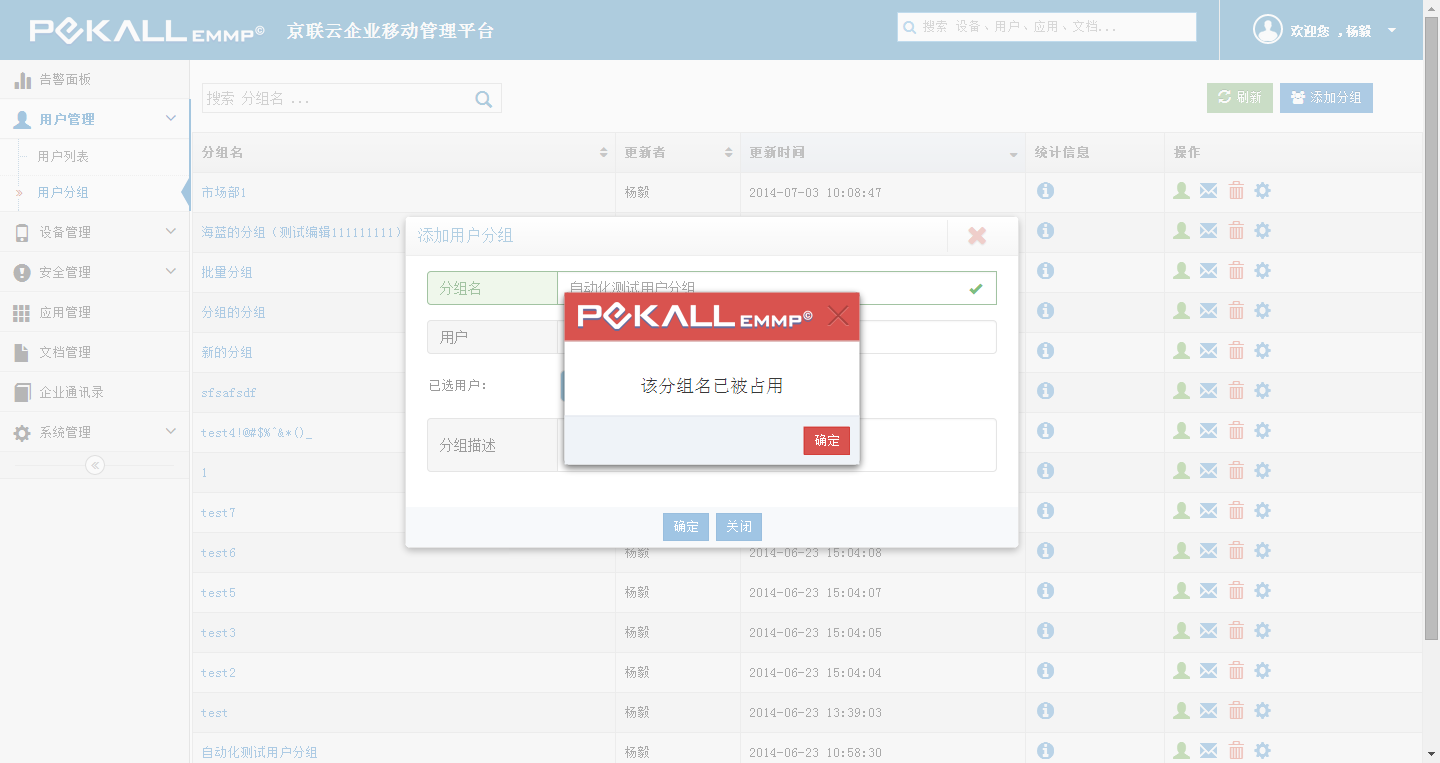 PEKALL EMMP© 京联云企业移动管理平台
搜索 设备、用户、应用、文档...
欢迎您 ，杨毅
告警面板
用户管理
用户列表
用户分组
设备管理
安全管理
应用管理
文档管理
企业通讯录
系统管理
搜索 分组名 ...
刷新
添加分组
分组名 更新者 更新时间 统计信息 操作
市场部1 杨毅 2014-07-03 10:08:47
海蓝的分组（测试编辑111111111）
批量分组
分组的分组
新的分组
sfsafsdf
test4!@#$%^&*()_
1
test7
test6 杨毅 2014-06-23 15:04:08
test5 杨毅 2014-06-23 15:04:07
test3 杨毅 2014-06-23 15:04:05
test2 杨毅 2014-06-23 15:04:04
test 杨毅 2014-06-23 13:39:03
自动化测试用户分组 杨毅 2014-06-23 10:58:30
添加用户分组
分组名 自动化测试用户分组
用户
已选用户：
分组描述
确定 关闭
PEKALL EMMP©
该分组名已被占用
确定